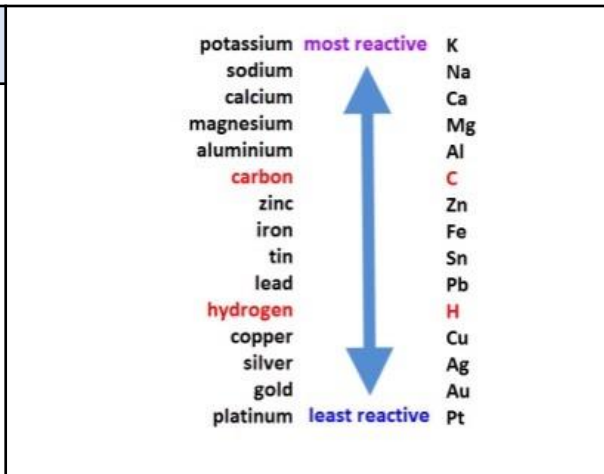 potassium most reactive K
sodium Na
calcium Ca
magnesium Mg
aluminium Al
carbon C
zinc Zn
iron Fe
tin Sn
lead Pb
hydrogen H
copper Cu
silver Ag
gold Au
platinum least reactive Pt